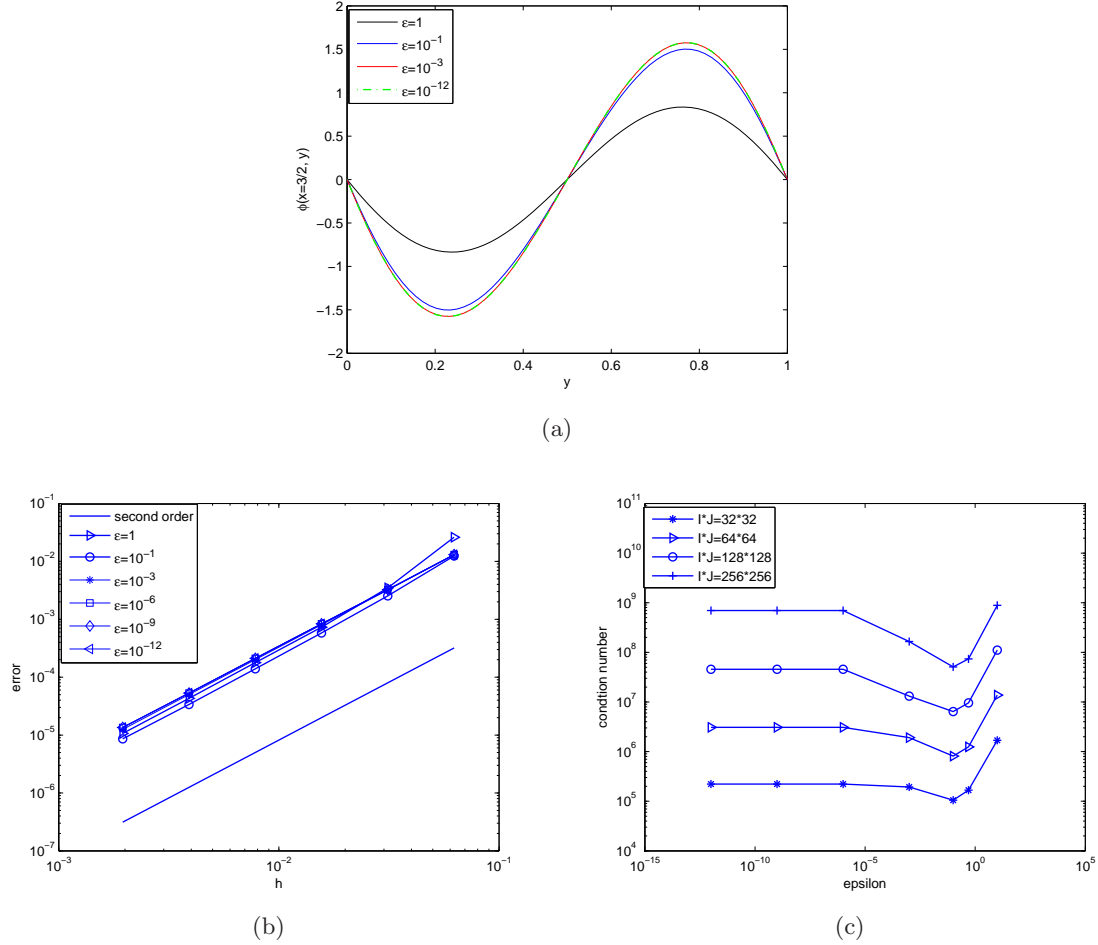 2
1.5
1
0.5
0
−0.5
−1
−1.5
−2
ε=1
ε=10⁻¹
ε=10⁻³
ε=10⁻¹²
ϕ(x=3/2, y)
0 0.2 0.4 0.6 0.8 1
y
(a)
10⁻¹
10⁻²
10⁻³
10⁻⁴
10⁻⁵
10⁻⁶
10⁻⁷
second order
ε=1
ε=10⁻¹
ε=10⁻³
ε=10⁻⁶
ε=10⁻⁹
ε=10⁻¹²
error
10⁻³ 10⁻² 10⁻¹
h
(b)
10¹¹
10¹⁰
10⁹
10⁸
10⁷
10⁶
10⁵
10⁴
I*J=32*32
I*J=64*64
I*J=128*128
I*J=256*256
condtion number
10⁻¹⁵ 10⁻¹⁰ 10⁻⁵ 10⁰ 10⁵
epsilon
(c)